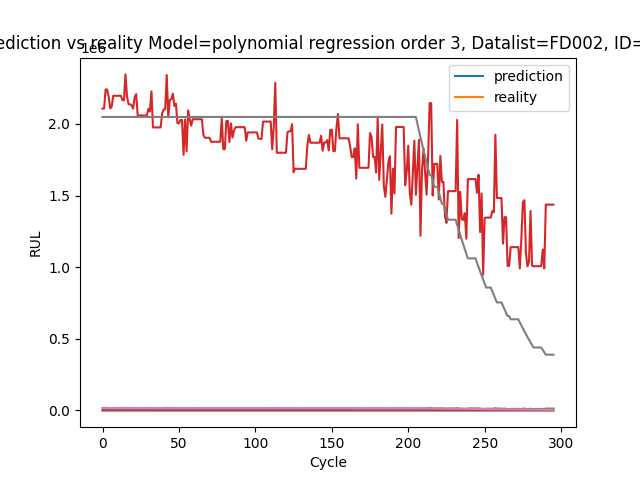 ediction vs reality Model=polynomial regression order 3, Datalist=FD002, ID=
1e6
prediction
reality
2.0
1.5
1.0
0.5
0.0
RUL
0 50 100 150 200 250 300
Cycle